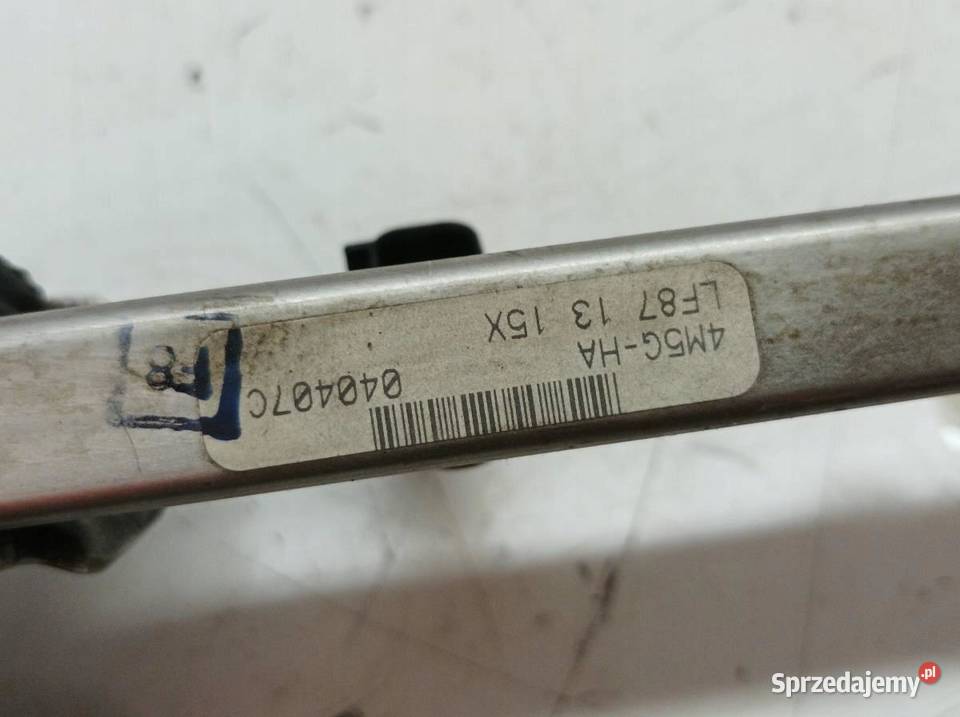 4M5G-HA
LF87 13 15X
040407C
Sprzedajemy.pl